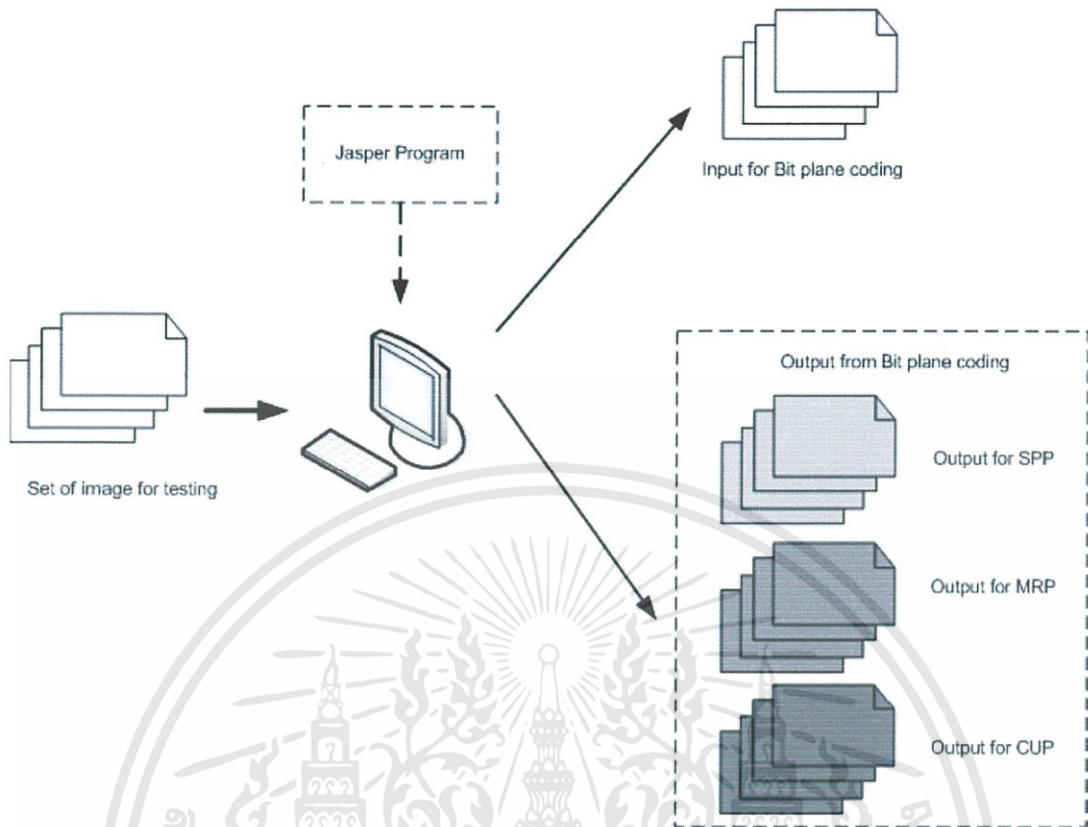 Jasper Program
Input for Bit plane coding
Set of image for testing
Output from Bit plane coding
Output for SPP
Output for MRP
Output for CUP